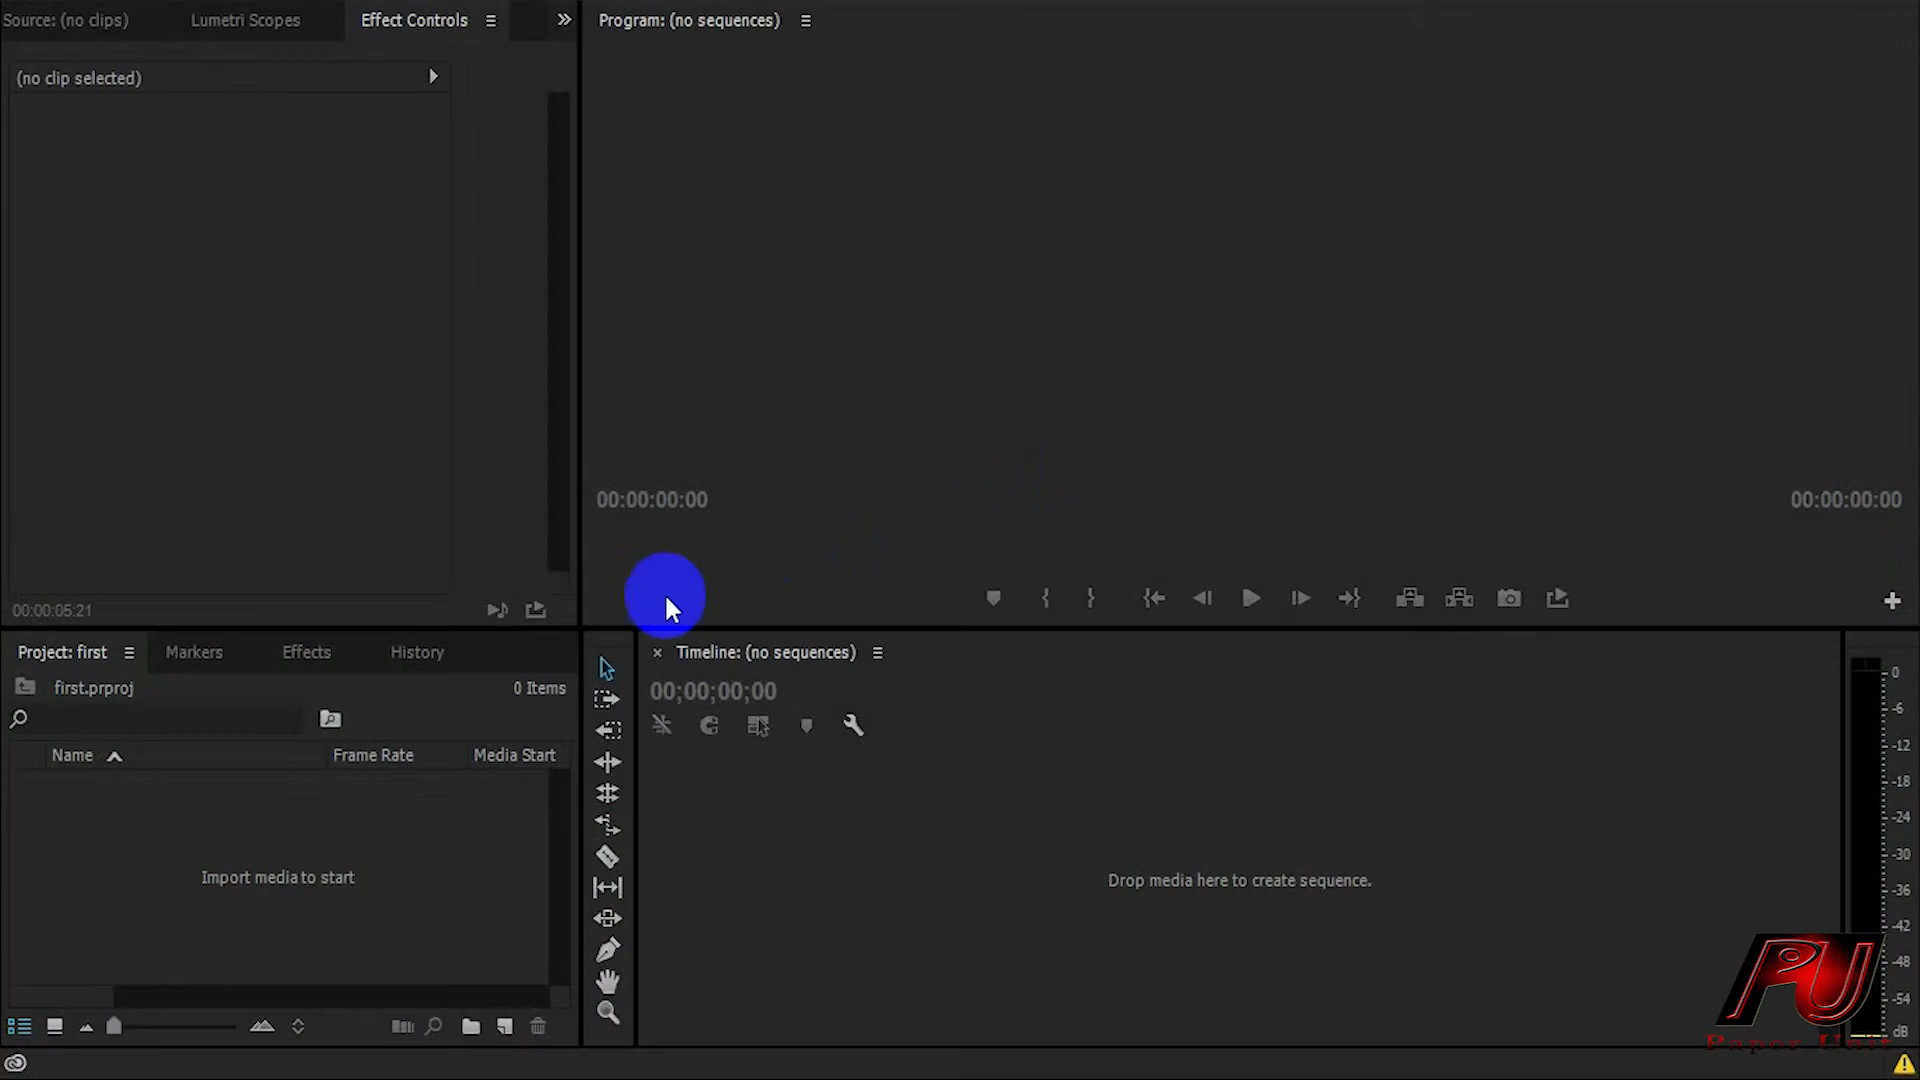 Source: (no clips)
Lumetri Scopes
Effect Controls
Program: (no sequences)
(no clip selected)
00:00:00:00
00:00:00:00
00:00:05:21
Project: first
Markers
Effects
History
first.prproj
0 Items
Name
Frame Rate
Media Start
Import media to start
Timeline: (no sequences)
00;00;00;00
Drop media here to create sequence.
0
-6
-12
-18
-24
-30
-36
-42
-48
-54
dB
PU
Paper Unit